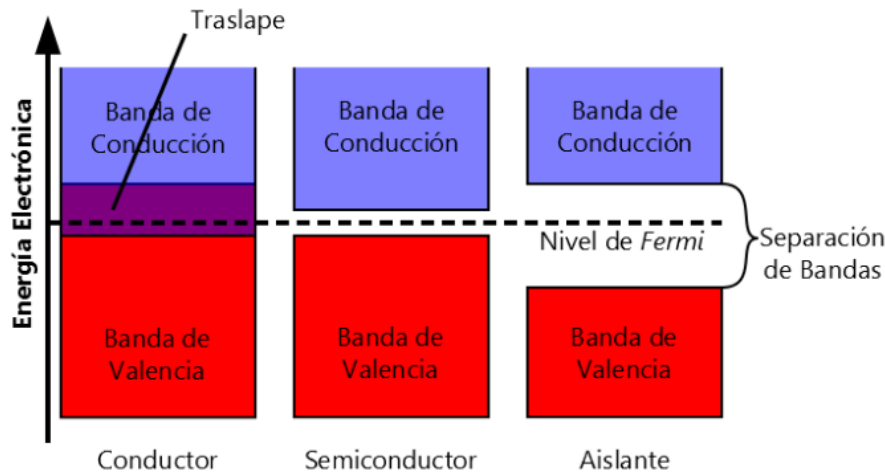 Traslape
Energía Electrónica
Banda de
Conducción
Banda de
Conducción
Banda de
Conducción
Nivel de Fermi
Separación
de Bandas
Banda de
Valencia
Banda de
Valencia
Banda de
Valencia
Conductor
Semiconductor
Aislante